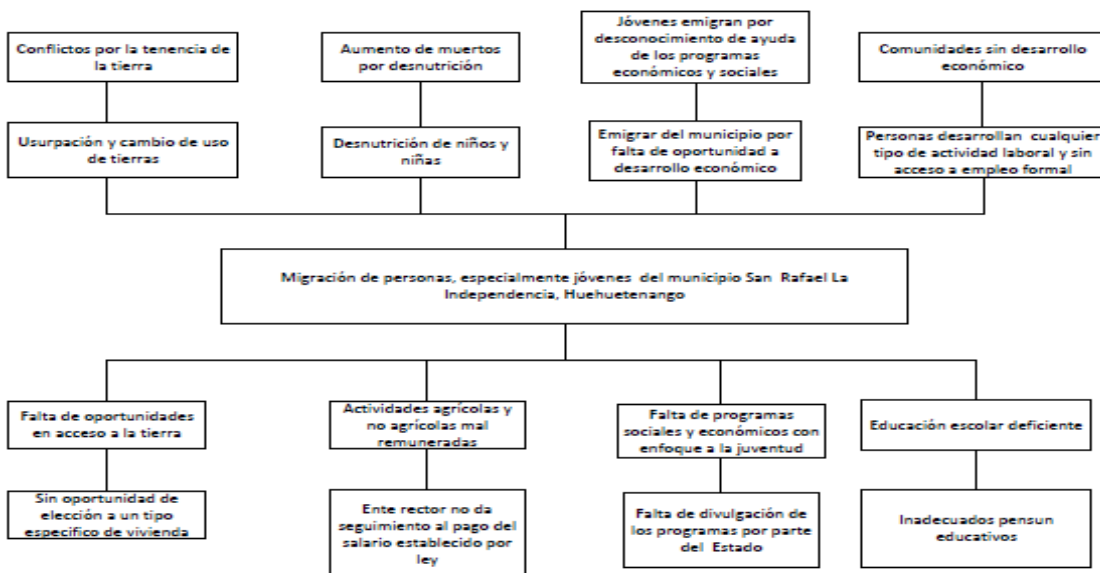 Conflictos por la tenencia de
la tierra
Aumento de muertos
por desnutrición
Jóvenes emigran por
desconocimiento de ayuda
de los programas
económicos y sociales
Comunidades sin desarrollo
económico
Usurpación y cambio de uso
de tierras
Desnutrición de niños y
niñas
Emigrar del municipio por
falta de oportunidad a
desarrollo económico
Personas desarrollan cualquier
tipo de actividad laboral y sin
acceso a empleo formal
Migración de personas, especialmente jóvenes del municipio San Rafael La
Independencia, Huehuetenango
Falta de oportunidades
en acceso a la tierra
Actividades agrícolas y
no agrícolas mal
remuneradas
Falta de programas
sociales y económicos con
enfoque a la juventud
Educación escolar deficiente
Sin oportunidad de
elección a un tipo
especifico de vivienda
Ente rector no da
seguimiento al pago del
salario establecido por
ley
Falta de divulgación de
los programas por parte
del Estado
Inadecuados pensun
educativos